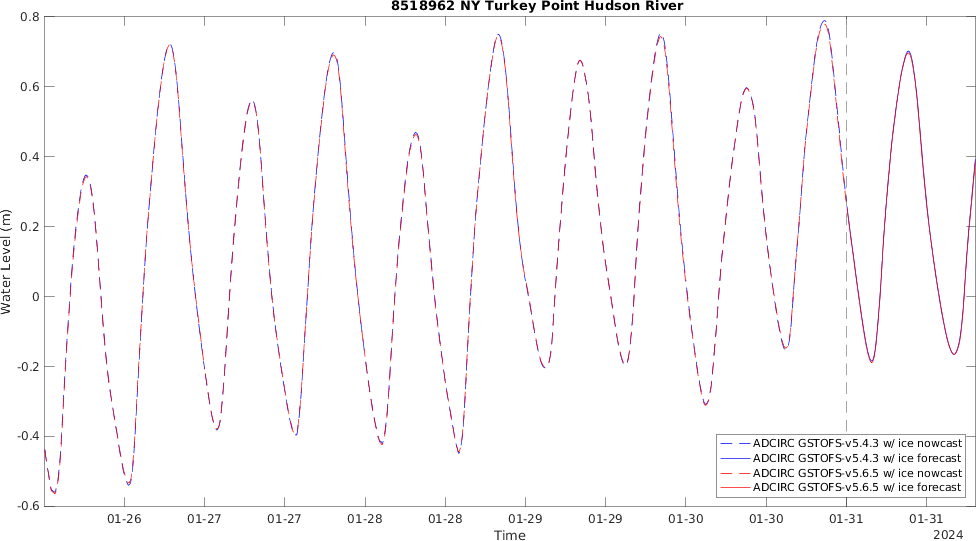 8518962 NY Turkey Point Hudson River
Water Level (m)
0.8
0.6
0.4
0.2
0
-0.2
-0.4
-0.6
ADCIRC GSTOFS-v5.4.3 w/ ice nowcast
ADCIRC GSTOFS-v5.4.3 w/ ice forecast
ADCIRC GSTOFS-v5.6.5 w/ ice nowcast
ADCIRC GSTOFS-v5.6.5 w/ ice forecast
01-26 01-27 01-27 01-28 01-28 01-29 01-29 01-30 01-30 01-31 01-31
Time
2024